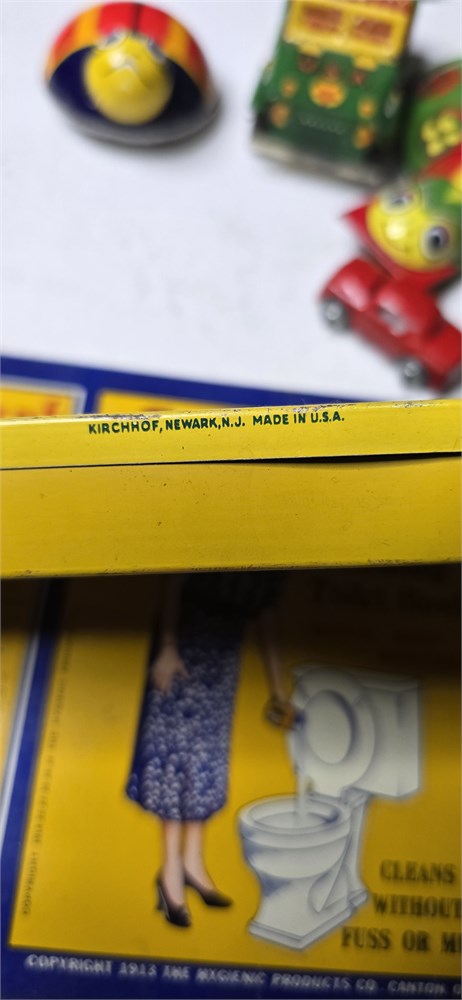 KIRCHHOF, NEWARK, N.J. MADE IN U.S.A.
CLEANS
WITHOUT
FUSS OR
COPYRIGHT 1913 THE HYGIENIC PRODUCTS CO. CANTON